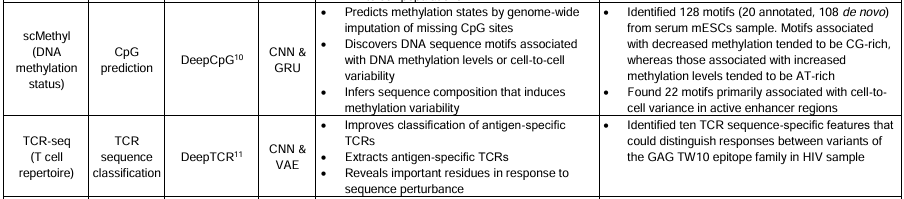 scMethyl
(DNA
methylation
status)
CpG
prediction
DeepCpG10
CNN &
GRU
• Predicts methylation states by genome-wide
imputation of missing CpG sites
• Discovers DNA sequence motifs associated
with DNA methylation levels or cell-to-cell
variability
• Infers sequence composition that induces
methylation variability
• Identified 128 motifs (20 annotated, 108 de novo)
from serum mESCs sample. Motifs associated
with decreased methylation tended to be CG-rich,
whereas those associated with increased
methylation levels tended to be AT-rich
• Found 22 motifs primarily associated with cell-to-
cell variance in active enhancer regions
TCR-seq
(T cell
repertoire)
TCR
sequence
classification
DeepTCR11
CNN &
VAE
• Improves classification of antigen-specific
TCRs
• Extracts antigen-specific TCRs
• Reveals important residues in response to
sequence perturbance
• Identified ten TCR sequence-specific features that
could distinguish responses between variants of
the GAG TW10 epitope family in HIV sample